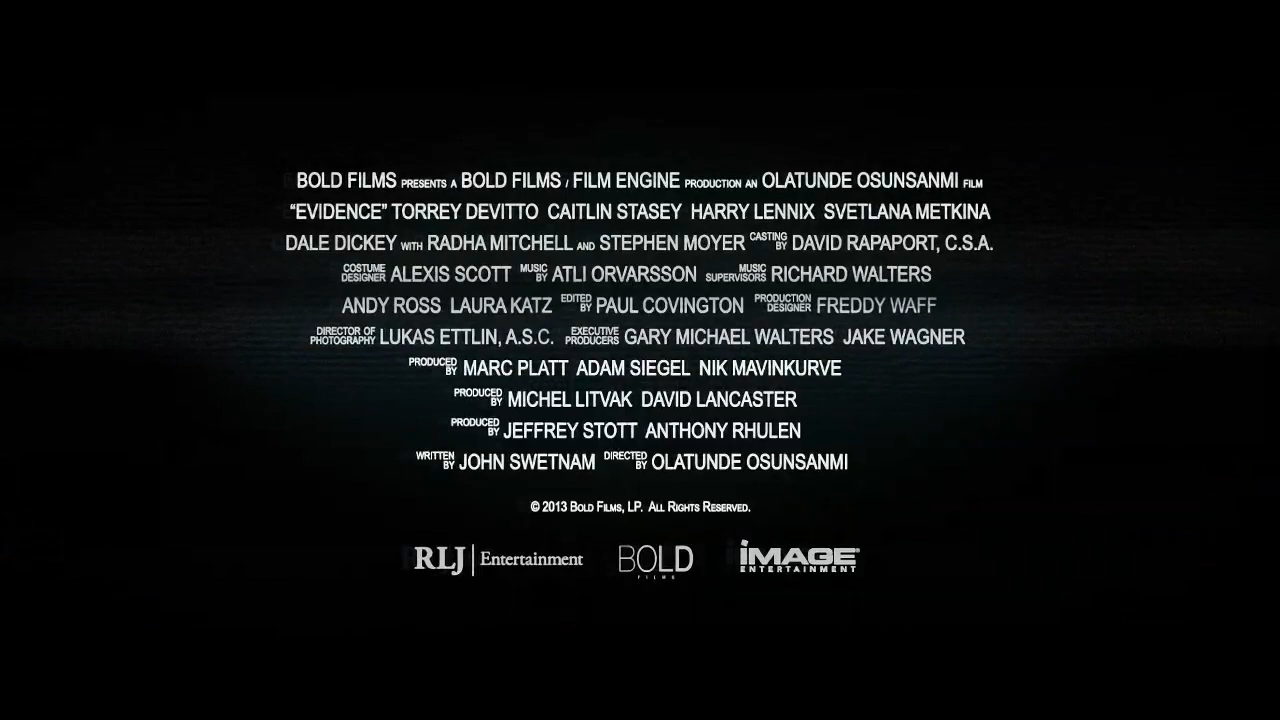 BOLD FILMS PRESENTS A BOLD FILMS / FILM ENGINE PRODUCTION AN OLATUNDE OSUNSANMI FILM
“EVIDENCE” TORREY DEVITTO CAITLIN STASEY HARRY LENNIX SVETLANA METKINA
DALE DICKEY WITH RADHA MITCHELL AND STEPHEN MOYER CASTING BY DAVID RAPAPORT, C.S.A.
COSTUME DESIGNER ALEXIS SCOTT MUSIC BY ATLI ORVARSSON MUSIC SUPERVISORS RICHARD WALTERS
ANDY ROSS LAURA KATZ EDITED BY PAUL COVINGTON PRODUCTION DESIGNER FREDDY WAFF
DIRECTOR OF PHOTOGRAPHY LUKAS ETTLIN, A.S.C. EXECUTIVE PRODUCERS GARY MICHAEL WALTERS JAKE WAGNER
PRODUCED BY MARC PLATT ADAM SIEGEL NIK MAVINKURVE
PRODUCED BY MICHEL LITVAK DAVID LANCASTER
PRODUCED BY JEFFREY STOTT ANTHONY RHULEN
WRITTEN BY JOHN SWETNAM DIRECTED BY OLATUNDE OSUNSANMI
© 2013 BOLD FILMS, LP. ALL RIGHTS RESERVED.
RLJ Entertainment BOLD FILMS iMAGE ENTERTAINMENT